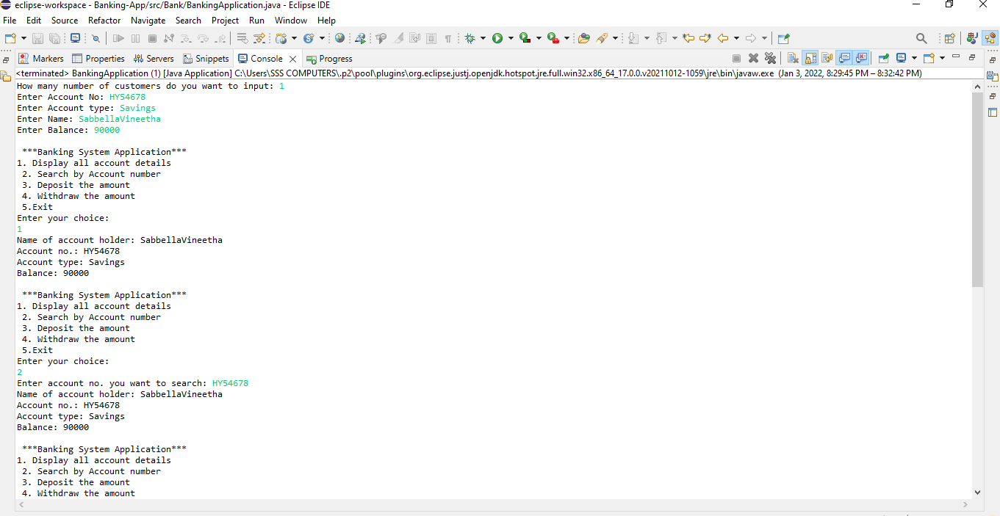 eclipse-workspace - Banking-App/src/Bank/BankingApplication.java - Eclipse IDE
File Edit Source Refactor Navigate Search Project Run Window Help
Markers Properties Servers Snippets Console Progress
<terminated> BankingApplication (1) [Java Application] C:\Users\SSS COMPUTERS\.p2\pool\plugins\org.eclipse.justj.openjdk.hotspot.jre.full.win32.x86_64_17.0.0.v20211012-1059\jre\bin\javaw.exe (Jan 3, 2022, 8:29:45 PM – 8:32:42 PM)
How many number of customers do you want to input: 1
Enter Account No: HY54678
Enter Account type: Savings
Enter Name: SabbellaVineetha
Enter Balance: 90000
***Banking System Application***
1. Display all account details
2. Search by Account number
3. Deposit the amount
4. Withdraw the amount
5.Exit
Enter your choice:
1
Name of account holder: SabbellaVineetha
Account no.: HY54678
Account type: Savings
Balance: 90000
***Banking System Application***
1. Display all account details
2. Search by Account number
3. Deposit the amount
4. Withdraw the amount
5.Exit
Enter your choice:
2
Enter account no. you want to search: HY54678
Name of account holder: SabbellaVineetha
Account no.: HY54678
Account type: Savings
Balance: 90000
***Banking System Application***
1. Display all account details
2. Search by Account number
3. Deposit the amount
4. Withdraw the amount